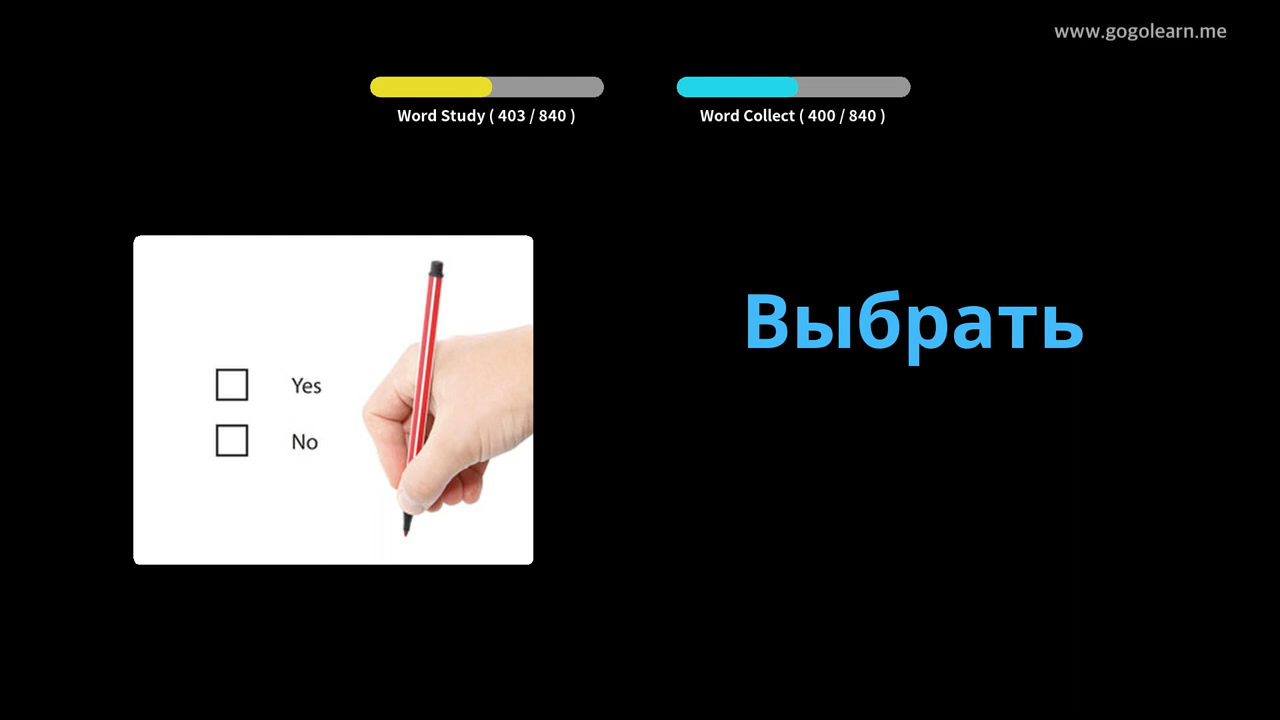 www.gogolearn.me
Word Study ( 403 / 840 )
Word Collect ( 400 / 840 )
Yes
No
Выбрать